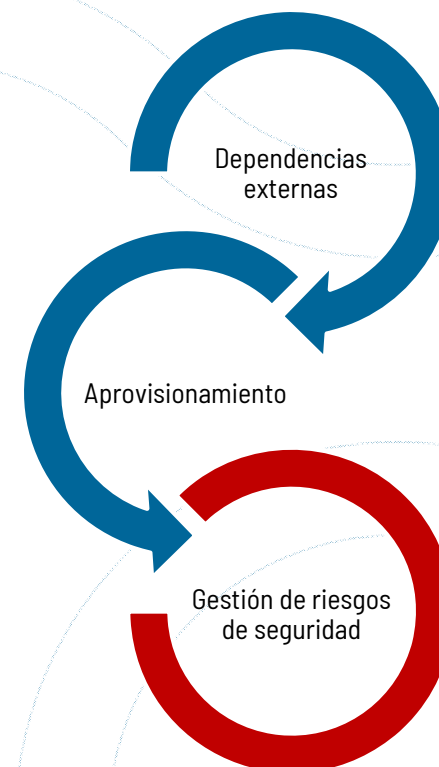 Dependencias
externas
Aprovisionamiento
Gestión de riesgos
de seguridad